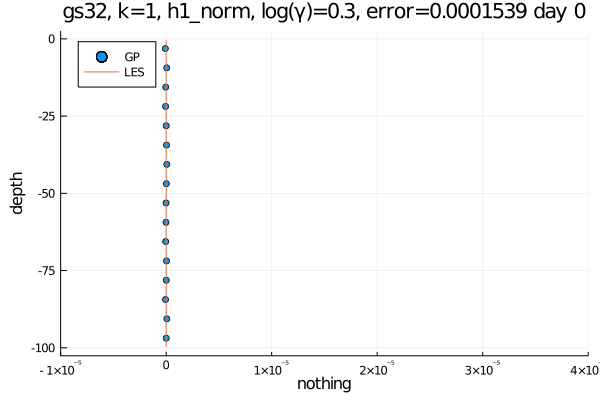 gs32, k=1, h1_norm, log(γ)=0.3, error=0.0001539 day 0
GP
LES
0
-25
-50
-75
-100
depth
-1×10⁻⁵
0
1×10⁻⁵
2×10⁻⁵
3×10⁻⁵
4×10
nothing